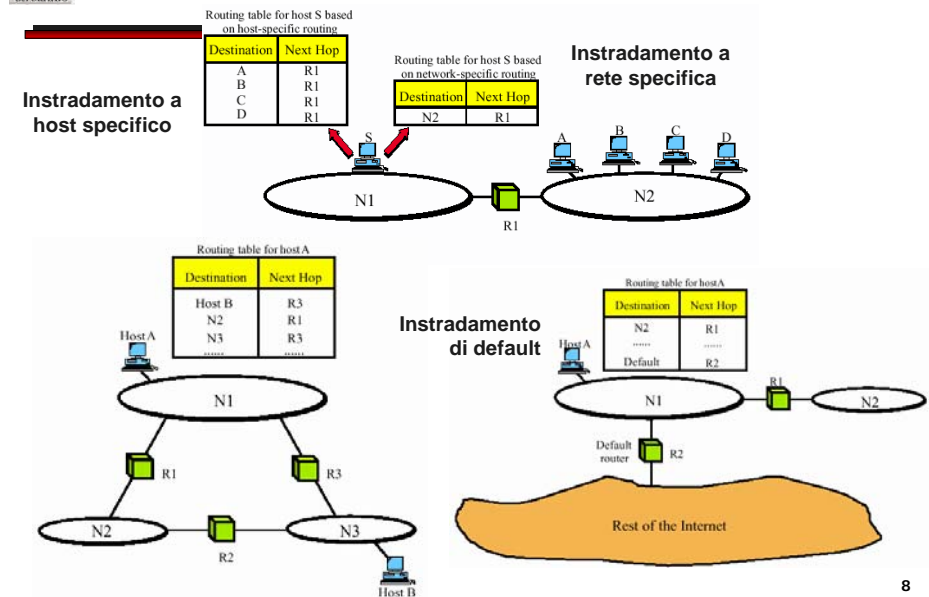 Routing table for host S based
on host-specific routing
Destination Next Hop
A R1
B R1
C R1
D R1
Instradamento a
host specifico
Routing table for host S based
on network-specific routing
Destination Next Hop
N2 R1
Instradamento a
rete specifica
S
A
B
C
D
N1
R1
N2
Routing table for host A
Destination Next Hop
Host B R3
N2 R1
N3 R3
...... ......
Host A
N1
R1
R3
N2
R2
N3
Host B
Instradamento
di default
Routing table for hostA
Destination Next Hop
N2 R1
...... ......
Default R2
Host A
N1
R1
N2
Default
router
R2
Rest of the Internet
8